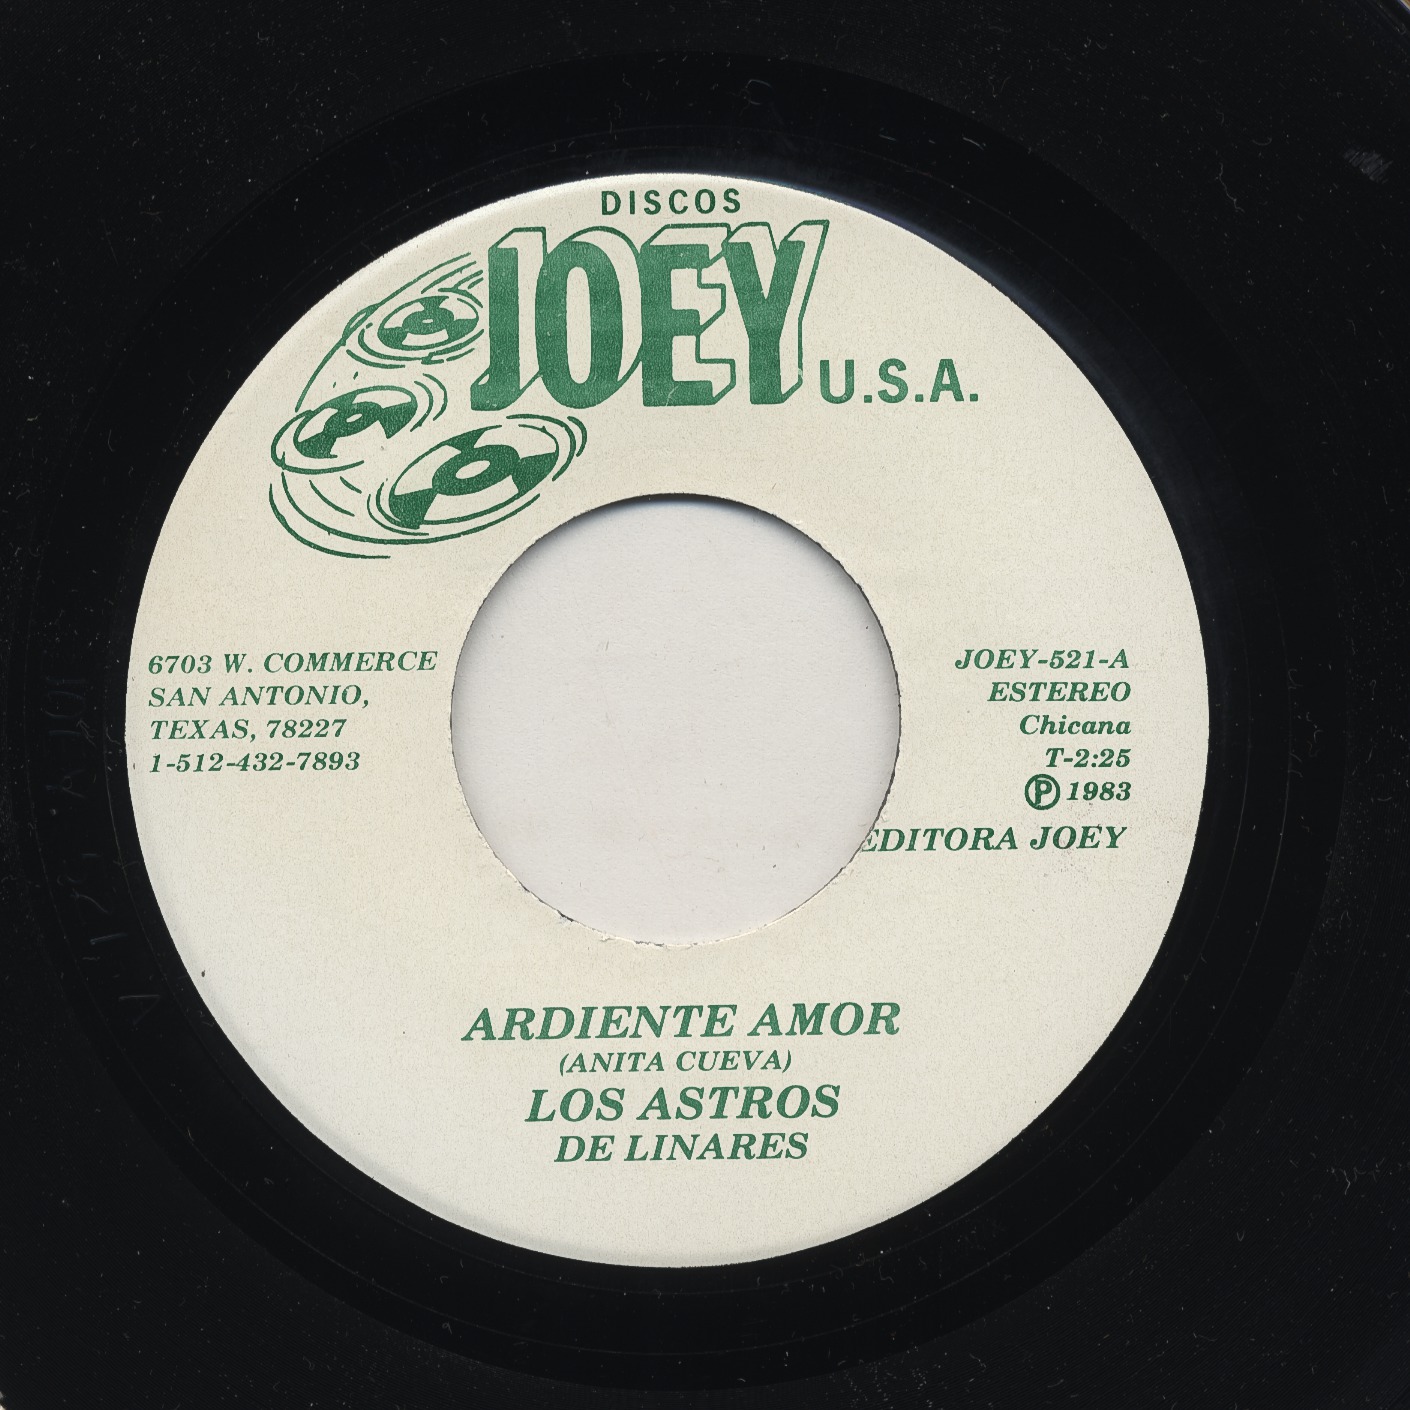 DISCOS
JOEY U.S.A.
6703 W. COMMERCE
SAN ANTONIO,
TEXAS, 78227
1-512-432-7893
JOEY-521-A
ESTEREO
Chicana
T-2:25
Ⓟ 1983
EDITORA JOEY
ARDIENTE AMOR
(ANITA CUEVA)
LOS ASTROS
DE LINARES